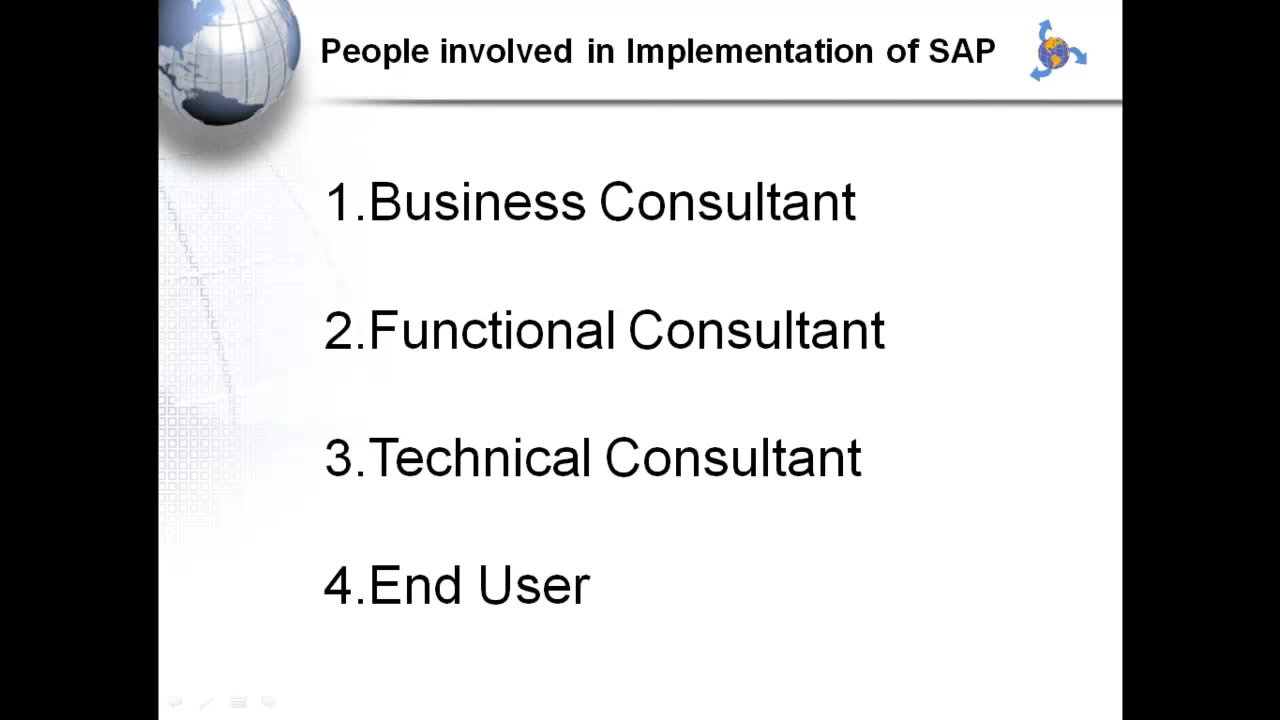 People involved in Implementation of SAP
1.Business Consultant
2.Functional Consultant
3.Technical Consultant
4.End User